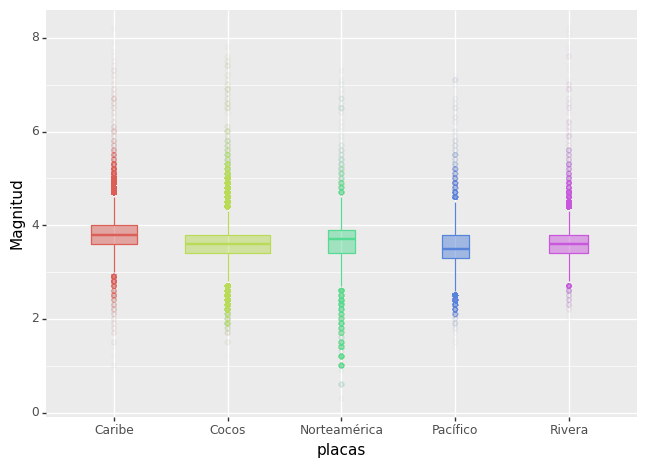 8
6
4
2
0
Magnitud
Caribe
Cocos
Norteamérica
Pacífico
Rivera
placas